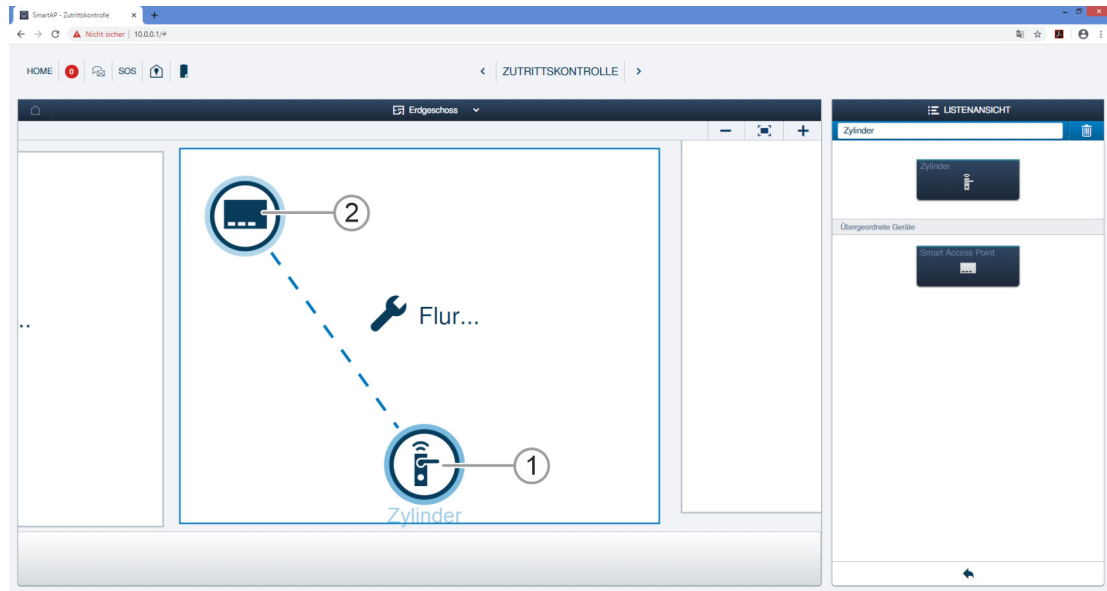 SmartAP - Zutrittskontrolle
Nicht sicher | 10.0.0.1/#
HOME 0 SOS ZUTRITTSKONTROLLE
Erdgeschoss
LISTENANSICHT
Zylinder
Zylinder
2
Übergeordnete Geräte
Smart Access Point
Flur...
..
1
Zylinder